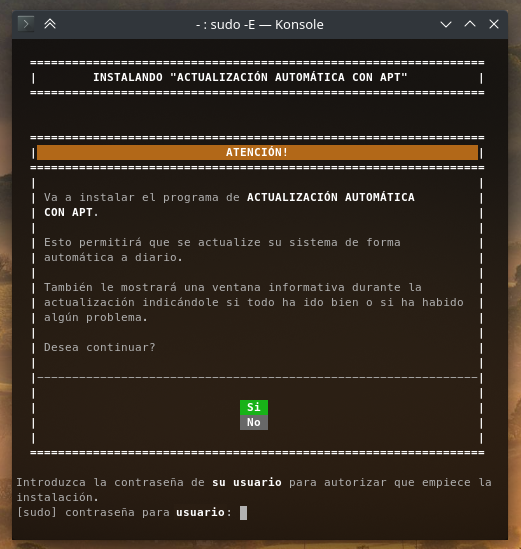 - : sudo -E — Konsole
INSTALANDO "ACTUALIZACIÓN AUTOMÁTICA CON APT"
ATENCIÓN!
Va a instalar el programa de ACTUALIZACIÓN AUTOMÁTICA
CON APT.
Esto permitirá que se actualize su sistema de forma
automática a diario.
También le mostrará una ventana informativa durante la
actualización indicándole si todo ha ido bien o si ha habido
algún problema.
Desea continuar?
Si
No
Introduzca la contraseña de su usuario para autorizar que empiece la
instalación.
[sudo] contraseña para usuario: